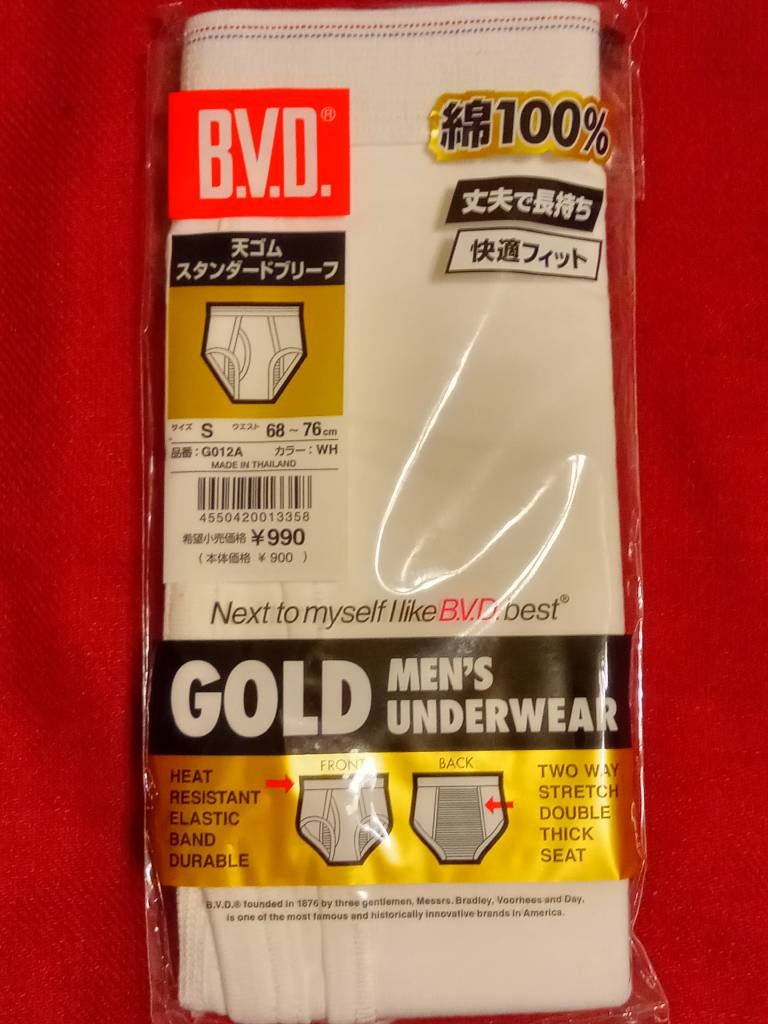 B.V.D.®
綿100%
丈夫で長持ち
快適フィット
天ゴム
スタンダードブリーフ
サイズ S ウエスト 68~76cm
品番:G012A カラー:WH
MADE IN THAILAND
4550420013358
希望小売価格 ¥990
(本体価格 ¥900 )
Next to myself I like B.V.D. best®
GOLD
MEN'S
UNDERWEAR
HEAT
RESISTANT
ELASTIC
BAND
DURABLE
FRONT
BACK
TWO WAY
STRETCH
DOUBLE
THICK
SEAT
B.V.D.® founded in 1876 by three gentlemen, Messrs. Bradley, Voorhees and Day,
is one of the most famous and historically innovative brands in America.